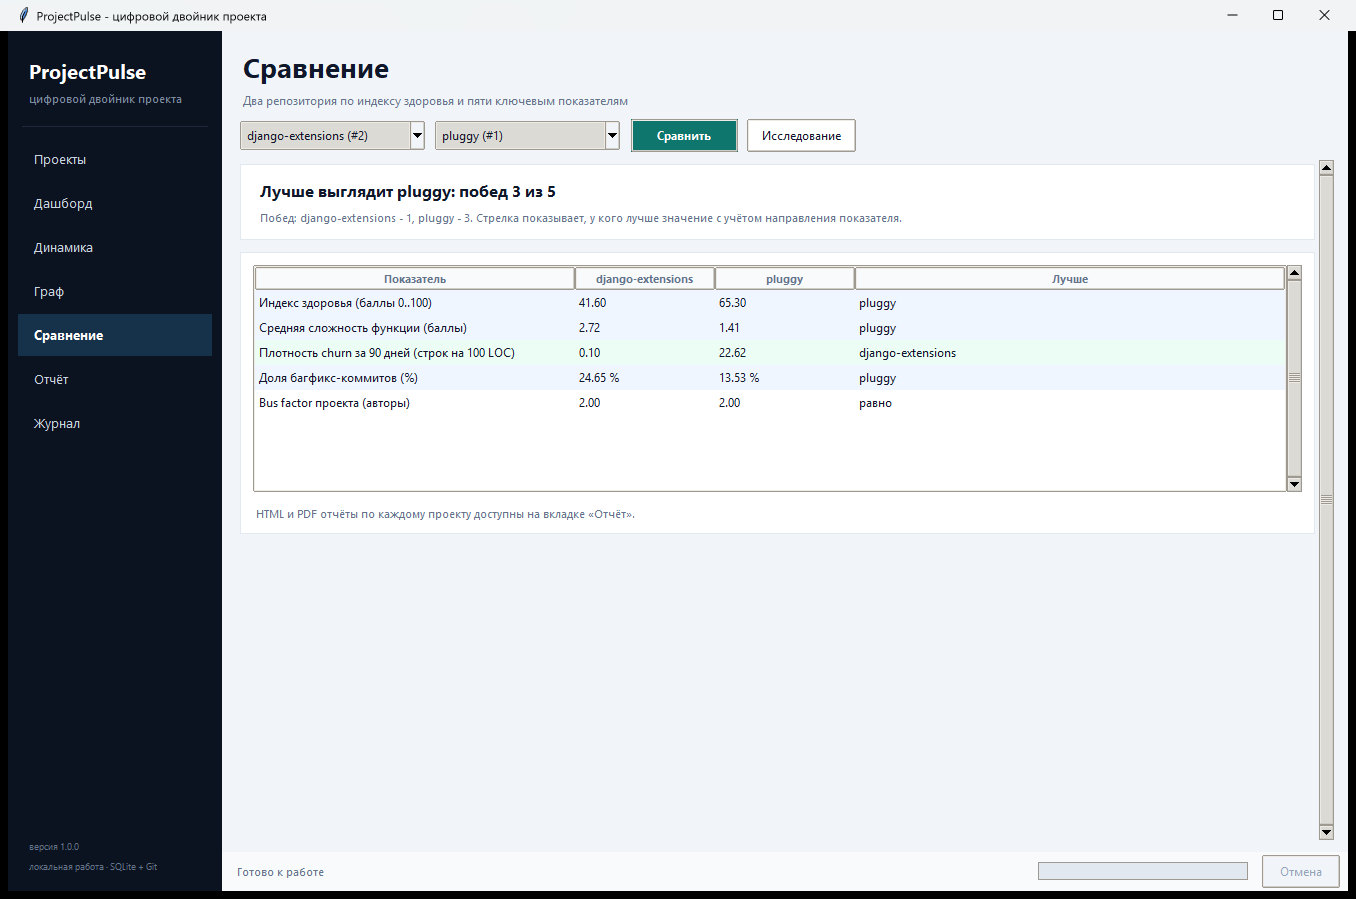 ProjectPulse - цифровой двойник проекта
ProjectPulse
цифровой двойник проекта
Проекты
Дашборд
Динамика
Граф
Сравнение
Отчёт
Журнал
версия 1.0.0
локальная работа · SQLite + Git
Сравнение
Два репозитория по индексу здоровья и пяти ключевым показателям
django-extensions (#2) pluggy (#1) Сравнить Исследование
Лучше выглядит pluggy: побед 3 из 5
Побед: django-extensions - 1, pluggy - 3. Стрелка показывает, у кого лучше значение с учётом направления показателя.
Показатель django-extensions pluggy Лучше
Индекс здоровья (баллы 0..100) 41.60 65.30 pluggy
Средняя сложность функции (баллы) 2.72 1.41 pluggy
Плотность churn за 90 дней (строк на 100 LOC) 0.10 22.62 django-extensions
Доля багфикс-коммитов (%) 24.65 % 13.53 % pluggy
Bus factor проекта (авторы) 2.00 2.00 равно
HTML и PDF отчёты по каждому проекту доступны на вкладке «Отчёт».
Готово к работе Отмена